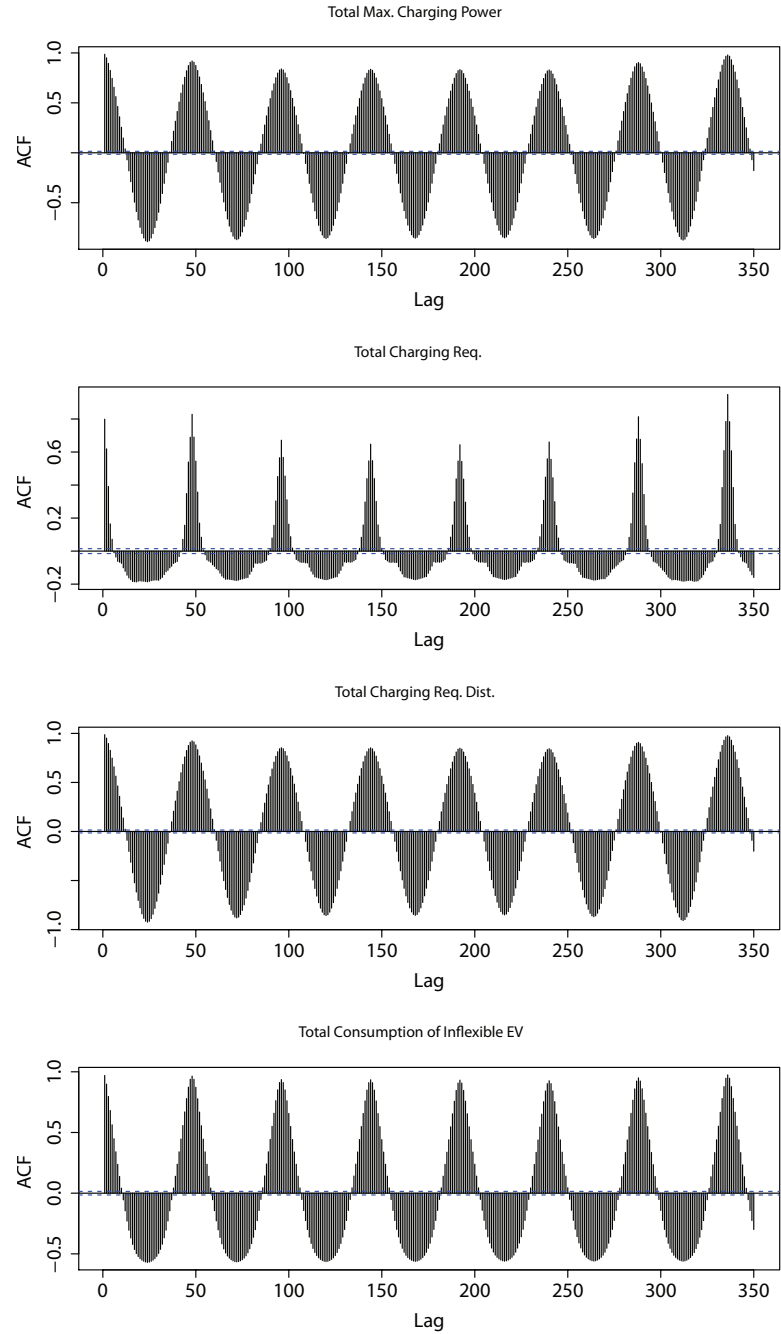 Total Max. Charging Power
1.0
0.5
−0.5
ACF
0 50 100 150 200 250 300 350
Lag
Total Charging Req.
0.6
0.2
−0.2
ACF
0 50 100 150 200 250 300 350
Lag
Total Charging Req. Dist.
1.0
0.5
0.0
−1.0
ACF
0 50 100 150 200 250 300 350
Lag
Total Consumption of Inflexible EV
1.0
0.5
0.0
−0.5
ACF
0 50 100 150 200 250 300 350
Lag